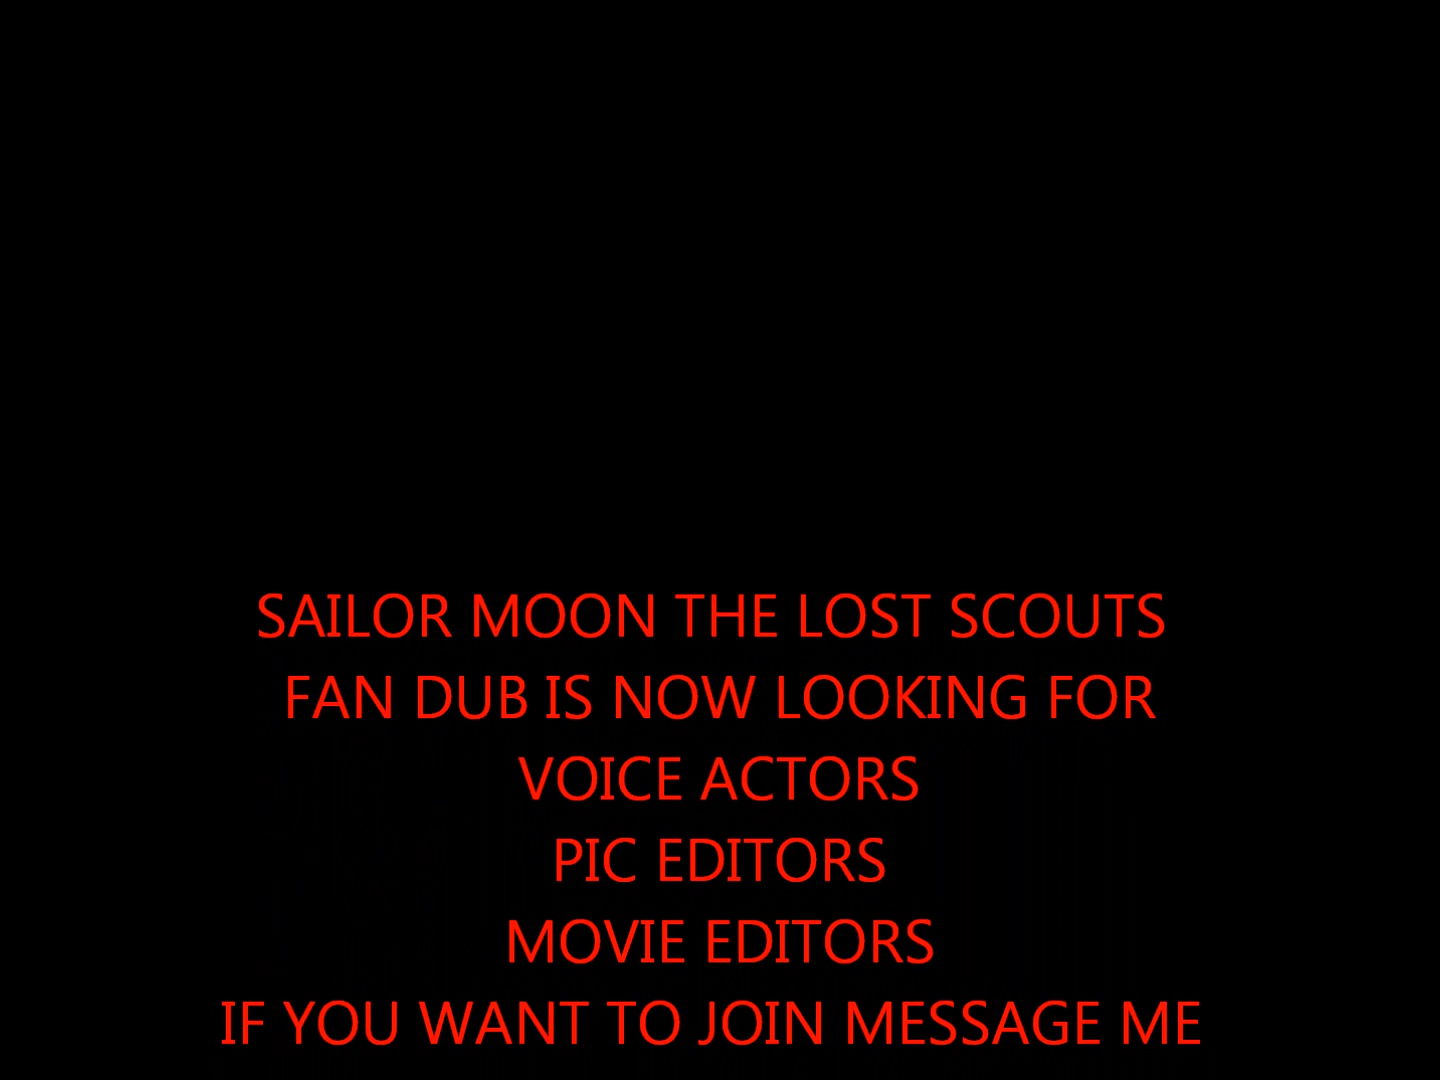 SAILOR MOON THE LOST SCOUTS
FAN DUB IS NOW LOOKING FOR
VOICE ACTORS
PIC EDITORS
MOVIE EDITORS
IF YOU WANT TO JOIN MESSAGE ME